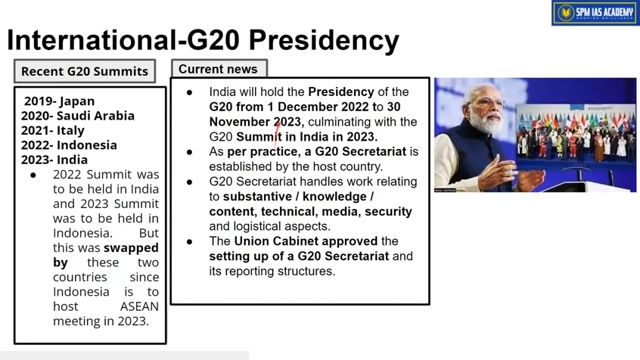 SPM IAS ACADEMY
International-G20 Presidency
Recent G20 Summits
2019- Japan
2020- Saudi Arabia
2021- Italy
2022- Indonesia
2023- India
● 2022 Summit was
to be held in India
and 2023 Summit
was to be held in
Indonesia. But
this was swapped
by these two
countries since
Indonesia is to
host ASEAN
meeting in 2023.
Current news
● India will hold the Presidency of the
G20 from 1 December 2022 to 30
November 2023, culminating with the
G20 Summit in India in 2023.
● As per practice, a G20 Secretariat is
established by the host country.
● G20 Secretariat handles work relating
to substantive / knowledge /
content, technical, media, security
and logistical aspects.
● The Union Cabinet approved the
setting up of a G20 Secretariat and
its reporting structures.